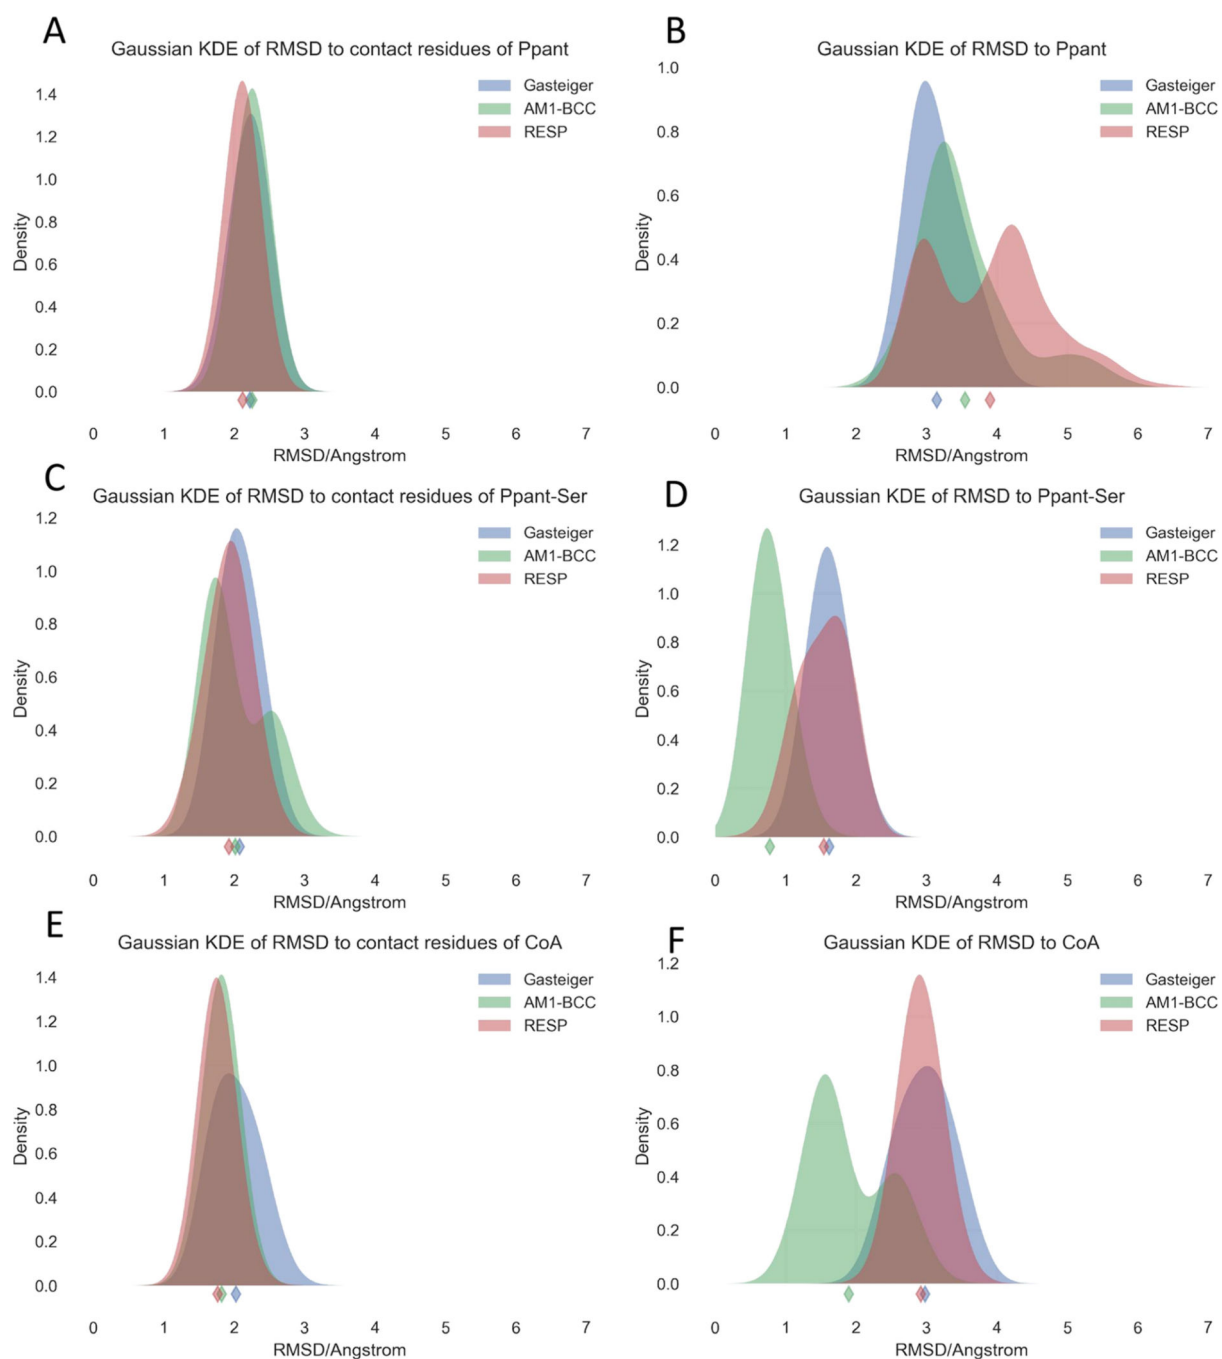 A
Gaussian KDE of RMSD to contact residues of Ppant
Gasteiger
AM1-BCC
RESP
Density
1.4
1.2
1.0
0.8
0.6
0.4
0.2
0.0
0 1 2 3 4 5 6 7
RMSD/Angstrom
B
Gaussian KDE of RMSD to Ppant
Gasteiger
AM1-BCC
RESP
Density
1.0
0.8
0.6
0.4
0.2
0.0
0 1 2 3 4 5 6 7
RMSD/Angstrom
C
Gaussian KDE of RMSD to contact residues of Ppant-Ser
Gasteiger
AM1-BCC
RESP
Density
1.2
1.0
0.8
0.6
0.4
0.2
0.0
0 1 2 3 4 5 6 7
RMSD/Angstrom
D
Gaussian KDE of RMSD to Ppant-Ser
Gasteiger
AM1-BCC
RESP
Density
1.2
1.0
0.8
0.6
0.4
0.2
0.0
0 1 2 3 4 5 6 7
RMSD/Angstrom
E
Gaussian KDE of RMSD to contact residues of CoA
Gasteiger
AM1-BCC
RESP
Density
1.4
1.2
1.0
0.8
0.6
0.4
0.2
0.0
0 1 2 3 4 5 6 7
RMSD/Angstrom
F
Gaussian KDE of RMSD to CoA
Gasteiger
AM1-BCC
RESP
Density
1.2
1.0
0.8
0.6
0.4
0.2
0.0
0 1 2 3 4 5 6 7
RMSD/Angstrom